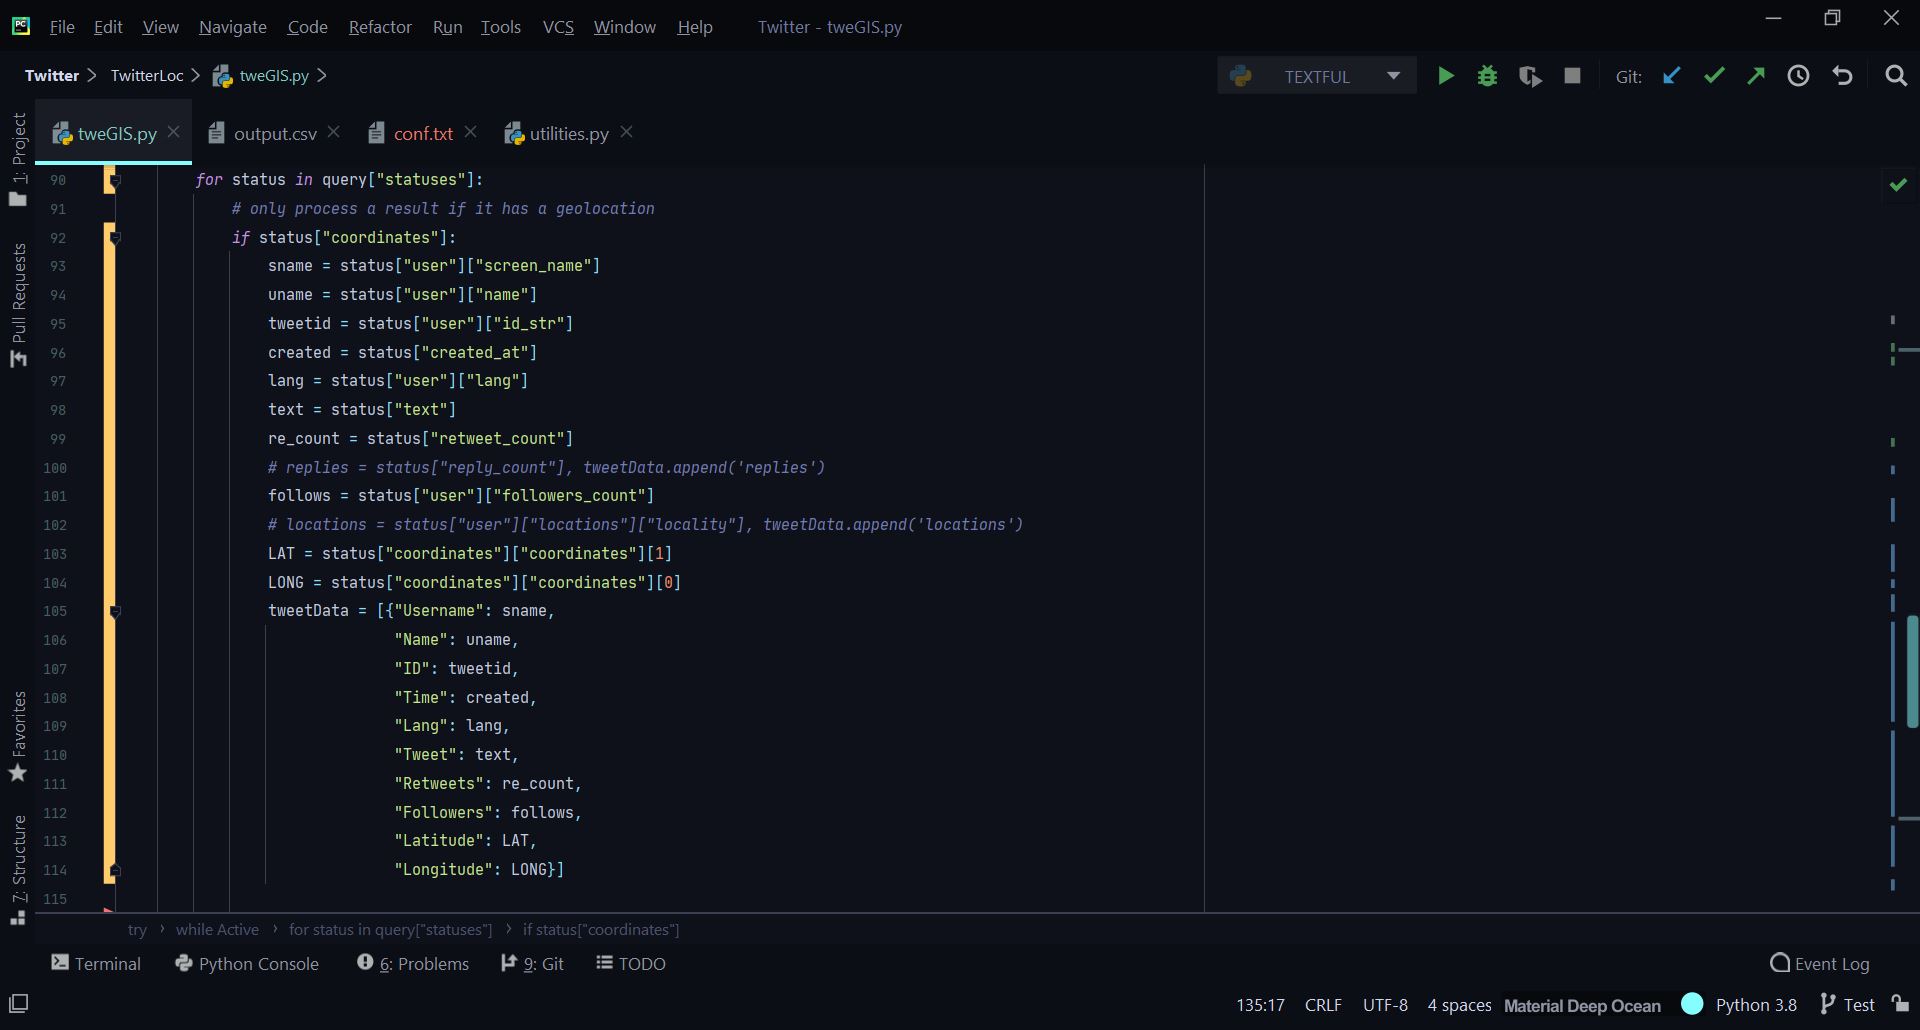 PC File Edit View Navigate Code Refactor Run Tools VCS Window Help Twitter - tweGIS.py
Twitter TwitterLoc tweGIS.py TEXTFUL Git:
tweGIS.py output.csv conf.txt utilities.py
1: Project
Pull Requests
Favorites
7: Structure
90 for status in query["statuses"]:
91 # only process a result if it has a geolocation
92 if status["coordinates"]:
93 sname = status["user"]["screen_name"]
94 uname = status["user"]["name"]
95 tweetid = status["user"]["id_str"]
96 created = status["created_at"]
97 lang = status["user"]["lang"]
98 text = status["text"]
99 re_count = status["retweet_count"]
100 # replies = status["reply_count"], tweetData.append('replies')
101 follows = status["user"]["followers_count"]
102 # locations = status["user"]["locations"]["locality"], tweetData.append('locations')
103 LAT = status["coordinates"]["coordinates"][1]
104 LONG = status["coordinates"]["coordinates"][0]
105 tweetData = [{"Username": sname,
106 "Name": uname,
107 "ID": tweetid,
108 "Time": created,
109 "Lang": lang,
110 "Tweet": text,
111 "Retweets": re_count,
112 "Followers": follows,
113 "Latitude": LAT,
114 "Longitude": LONG}]
115
try › while Active › for status in query["statuses"] › if status["coordinates"]
Terminal Python Console 6: Problems 9: Git TODO Event Log
135:17 CRLF UTF-8 4 spaces Material Deep Ocean Python 3.8 Test